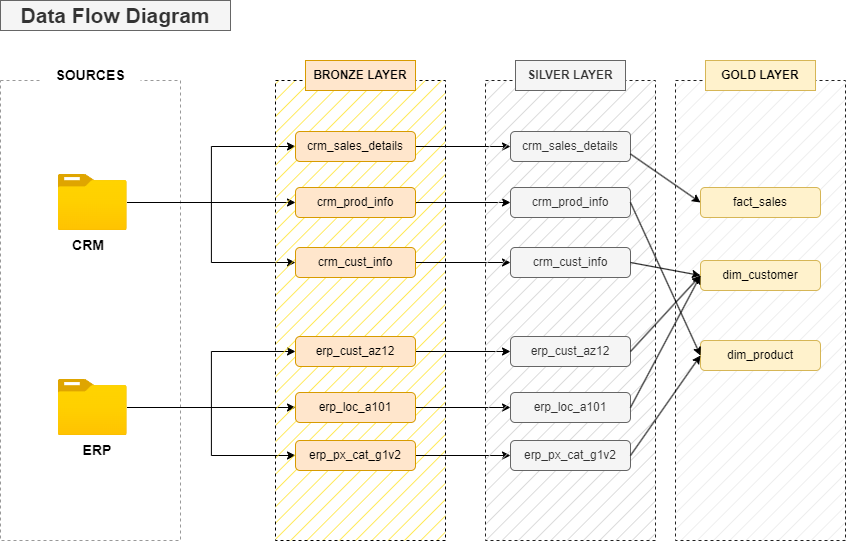 Data Flow Diagram
SOURCES
BRONZE LAYER
SILVER LAYER
GOLD LAYER
crm_sales_details
crm_sales_details
CRM
crm_prod_info
crm_prod_info
fact_sales
crm_cust_info
crm_cust_info
dim_customer
erp_cust_az12
erp_cust_az12
dim_product
ERP
erp_loc_a101
erp_loc_a101
erp_px_cat_g1v2
erp_px_cat_g1v2